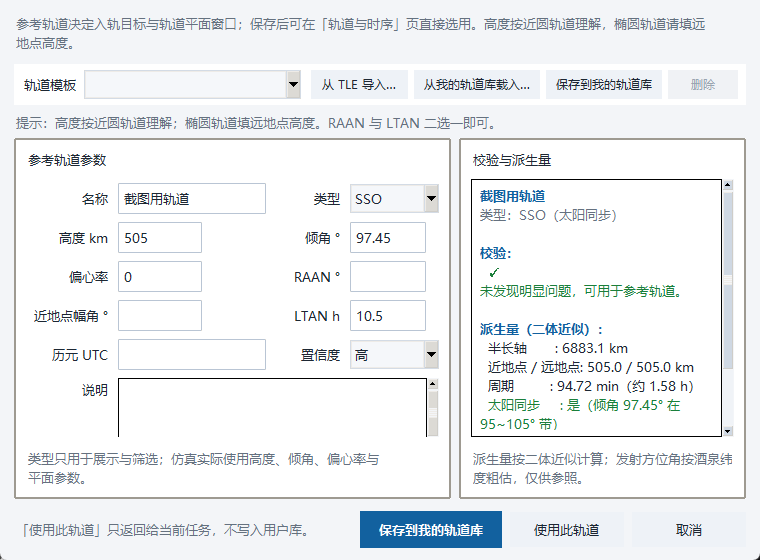 参考轨道决定入轨目标与轨道平面窗口；保存后可在「轨道与时序」页直接选用。高度按近圆轨道理解，椭圆轨道请填远
地点高度。
轨道模板 从 TLE 导入... 从我的轨道库载入... 保存到我的轨道库 删除
提示：高度按近圆轨道理解；椭圆轨道填远地点高度。RAAN 与 LTAN 二选一即可。
参考轨道参数
名称 截图用轨道 类型 SSO
高度 km 505 倾角 ° 97.45
偏心率 0 RAAN °
近地点幅角 ° LTAN h 10.5
历元 UTC 置信度 高
说明
类型只用于展示与筛选；仿真实际使用高度、倾角、偏心率与
平面参数。
校验与派生量
截图用轨道
类型：SSO（太阳同步）
校验：
✓
未发现明显问题，可用于参考轨道。
派生量（二体近似）：
半长轴 : 6883.1 km
近地点 / 远地点: 505.0 / 505.0 km
周期 : 94.72 min（约 1.58 h）
太阳同步 : 是（倾角 97.45° 在
95~105° 带）
派生量按二体近似计算；发射方位角按酒泉纬
度粗估，仅供参照。
「使用此轨道」只返回给当前任务，不写入用户库。
保存到我的轨道库 使用此轨道 取消